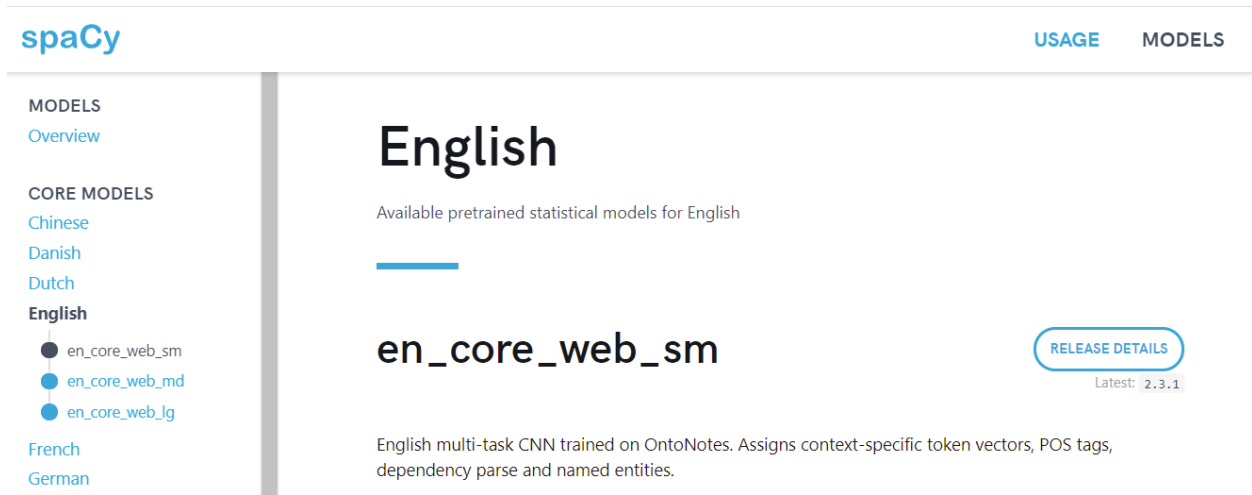 spaCy
USAGE
MODELS
MODELS
Overview
CORE MODELS
Chinese
Danish
Dutch
English
en_core_web_sm
en_core_web_md
en_core_web_lg
French
German
English
Available pretrained statistical models for English
en_core_web_sm
RELEASE DETAILS
Latest: 2.3.1
English multi-task CNN trained on OntoNotes. Assigns context-specific token vectors, POS tags,
dependency parse and named entities.